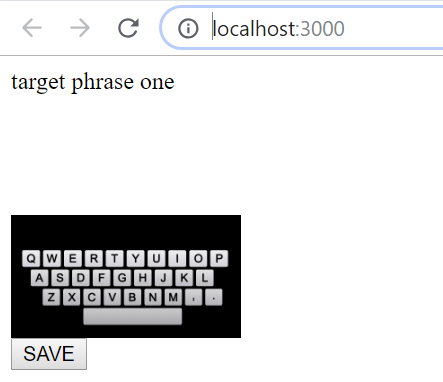 localhost:3000
target phrase one
Q W E R T Y U I O P
A S D F G H J K L
Z X C V B N M , .
SAVE